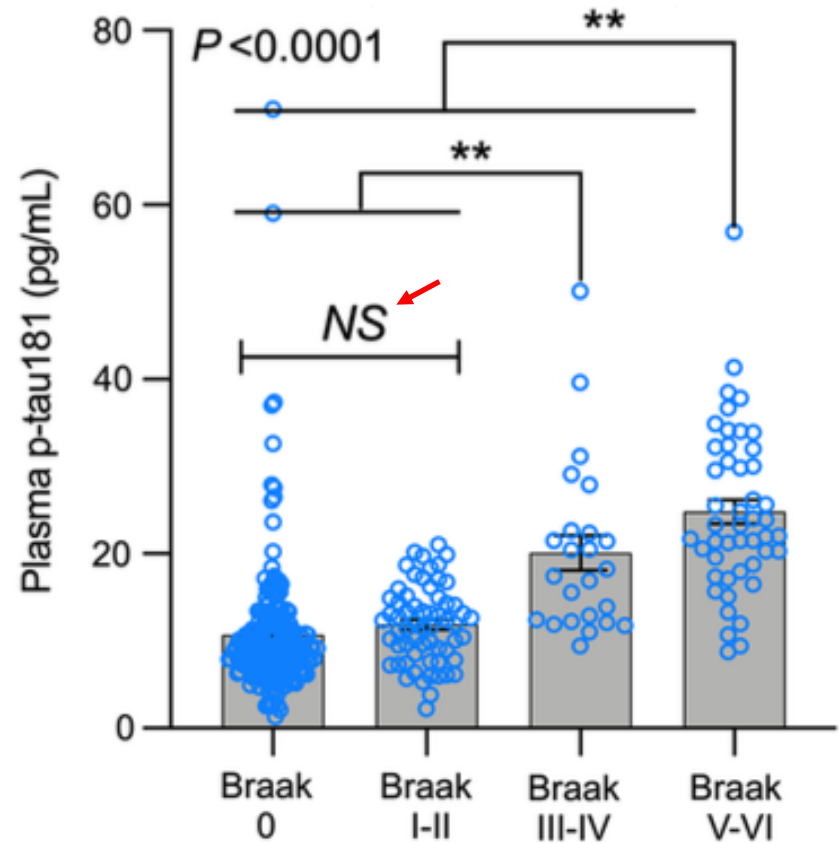 80
**
P <0.0001
**
60
NS
40
20
0
Plasma p-tau181 (pg/mL)
Braak
0
Braak
I-II
Braak
III-IV
Braak
V-VI